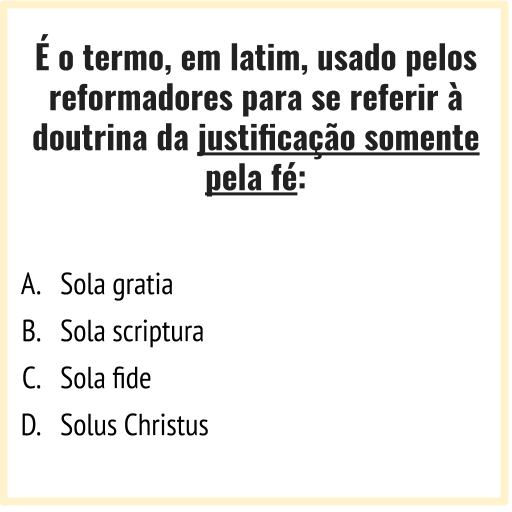 É o termo, em latim, usado pelos
reformadores para se referir à
doutrina da justificação somente
pela fé:
A. Sola gratia
B. Sola scriptura
C. Sola fide
D. Solus Christus